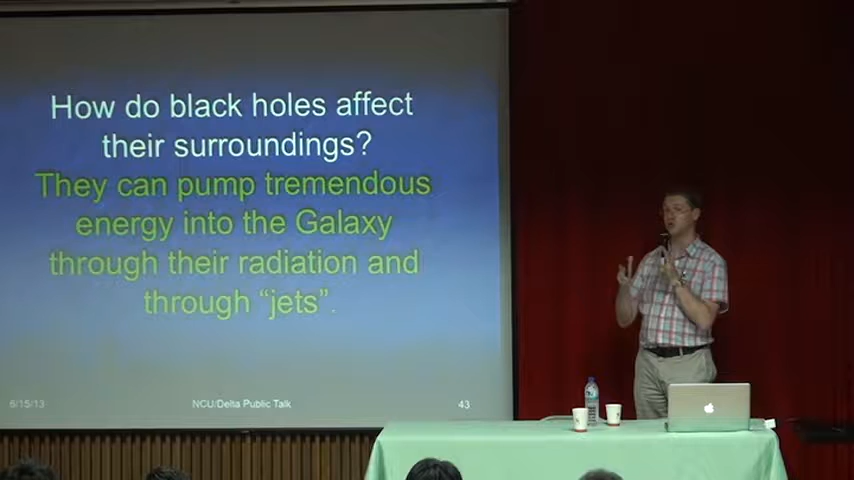 How do black holes affect
their surroundings?
They can pump tremendous
energy into the Galaxy
through their radiation and
through “jets”.
6/15/13
NCU/Delta Public Talk
43